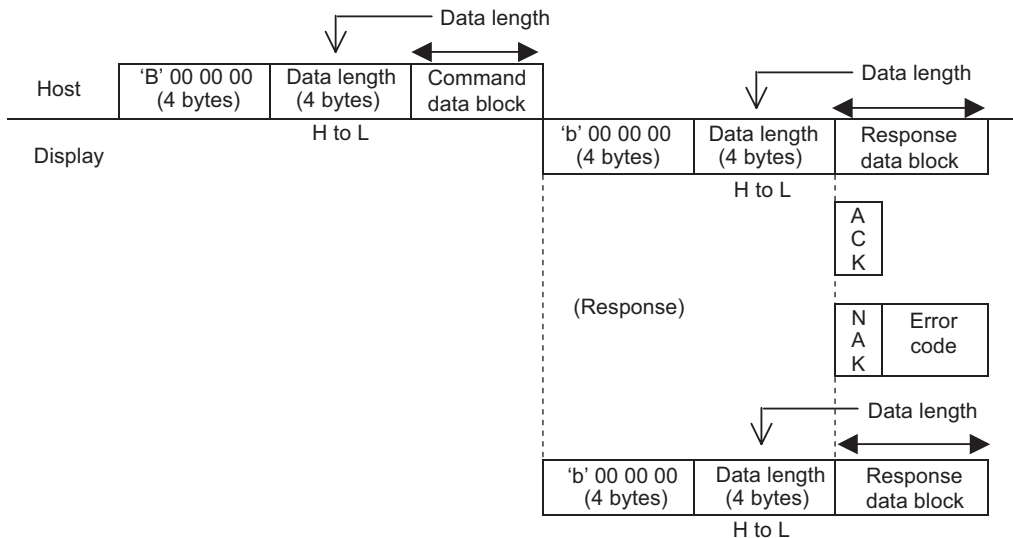 Data length
Host
‘B’ 00 00 00
(4 bytes)
Data length
(4 bytes)
Command
data block
H to L
Data length
Display
‘b’ 00 00 00
(4 bytes)
Data length
(4 bytes)
Response
data block
H to L
A
C
K
(Response)
N
A
K
Error
code
Data length
‘b’ 00 00 00
(4 bytes)
Data length
(4 bytes)
Response
data block
H to L